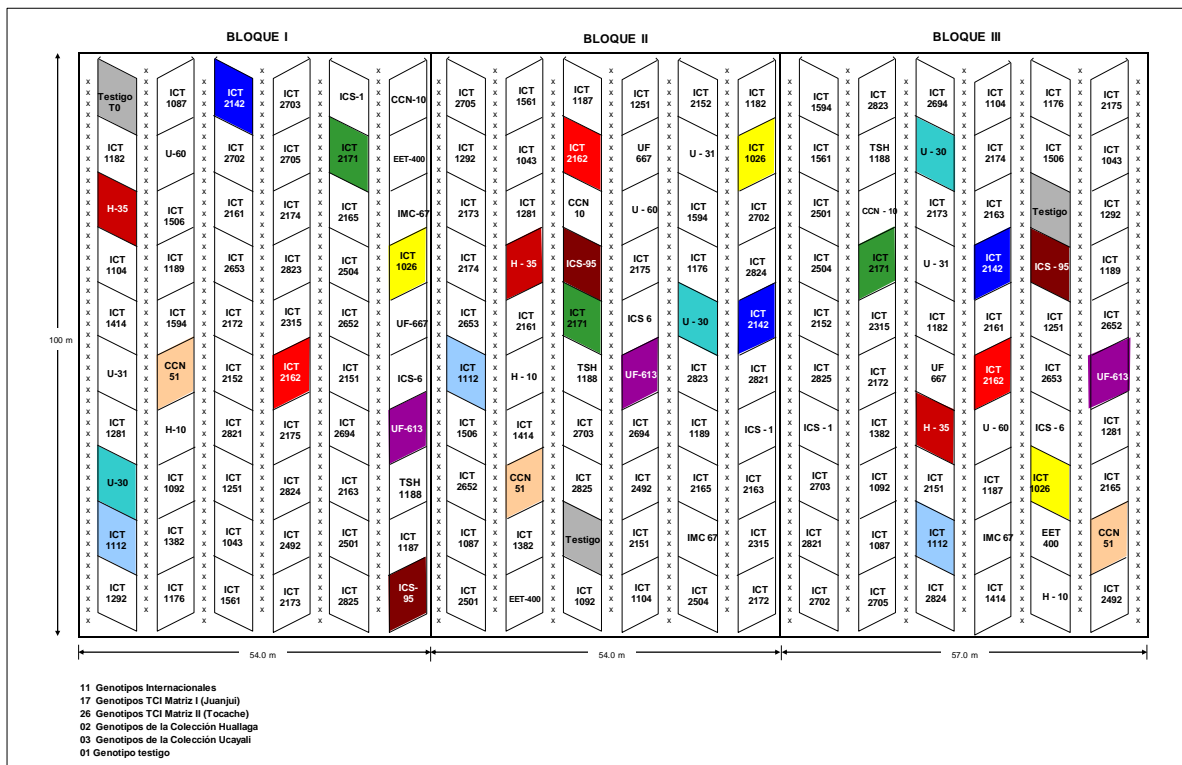 BLOQUE I
BLOQUE II
BLOQUE III
Testigo
T0
ICT
1087
ICT
2142
ICT
2703
ICS-1
CCN-10
ICT
2705
ICT
1561
ICT
1187
ICT
1251
ICT
2152
ICT
1182
ICT
1594
ICT
2823
ICT
2694
ICT
1104
ICT
1176
ICT
2175
ICT
1182
U-60
ICT
2702
ICT
2705
ICT
2171
EET-400
ICT
1292
ICT
1043
ICT
2162
UF
667
U - 31
ICT
1026
ICT
1561
TSH
1188
U - 30
ICT
2174
ICT
1506
ICT
1043
H-35
ICT
1506
ICT
2161
ICT
2174
ICT
2165
IMC-67
ICT
2173
ICT
1281
CCN
10
U - 60
ICT
1594
ICT
2702
ICT
2501
CCN - 10
ICT
2173
ICT
2163
Testigo
ICT
1292
ICT
1104
ICT
1189
ICT
2653
ICT
2823
ICT
2504
ICT
1026
ICT
2174
H - 35
ICS-95
ICT
2175
ICT
1176
ICT
2824
ICT
2504
ICT
2171
U - 31
ICT
2142
ICS - 95
ICT
1189
ICT
1414
ICT
1594
ICT
2172
ICT
2315
ICT
2652
UF-667
ICT
2653
ICT
2161
ICT
2171
ICS 6
U - 30
ICT
2142
ICT
2152
ICT
2315
ICT
1182
ICT
2161
ICT
1251
ICT
2652
100 m
U-31
CCN
51
ICT
2152
ICT
2162
ICT
2151
ICS-6
ICT
1112
H - 10
TSH
1188
UF-613
ICT
2823
ICT
2821
ICT
2825
ICT
2172
UF
667
ICT
2162
ICT
2653
UF-613
ICT
1281
H-10
ICT
2821
ICT
2175
ICT
2694
UF-613
ICT
1506
ICT
1414
ICT
2703
ICT
2694
ICT
1189
ICS - 1
ICS - 1
ICT
1382
H - 35
U - 60
ICS - 6
ICT
1281
U-30
ICT
1092
ICT
1251
ICT
2824
ICT
2163
TSH
1188
ICT
2652
CCN
51
ICT
2825
ICT
2492
ICT
2165
ICT
2163
ICT
2703
ICT
1092
ICT
2151
ICT
1187
ICT
1026
ICT
2165
ICT
1112
ICT
1382
ICT
1043
ICT
2492
ICT
2501
ICT
1187
ICT
1087
ICT
1382
Testigo
ICT
2151
IMC 67
ICT
2315
ICT
2821
ICT
1087
ICT
1112
IMC 67
EET
400
CCN
51
ICT
1292
ICT
1176
ICT
1561
ICT
2173
ICT
2825
ICS-
95
ICT
2501
EET-400
ICT
1092
ICT
1104
ICT
2504
ICT
2172
ICT
2702
ICT
2705
ICT
2824
ICT
1414
H - 10
ICT
2492
54.0 m
54.0 m
57.0 m
11 Genotipos Internacionales
17 Genotipos TCI Matriz I (Juanjui)
26 Genotipos TCI Matriz II (Tocache)
02 Genotipos de la Colección Huallaga
03 Genotipos de la Colección Ucayali
01 Genotipo testigo